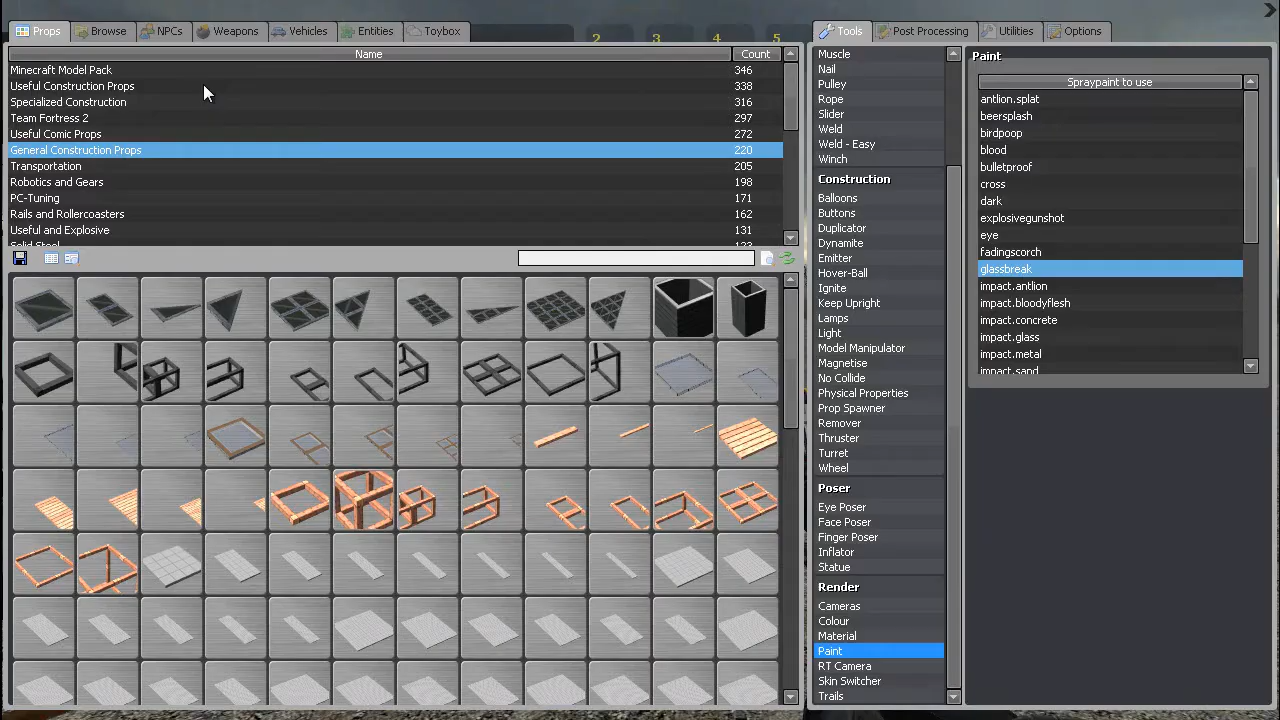 Props Browse NPCs Weapons Vehicles Entities Toybox
2 3 4 5
Tools Post Processing Utilities Options
Name Count
Minecraft Model Pack 346
Useful Construction Props 338
Specialized Construction 316
Team Fortress 2 297
Useful Comic Props 272
General Construction Props 220
Transportation 205
Robotics and Gears 198
PC-Tuning 171
Rails and Rollercoasters 162
Useful and Explosive 131
Solid Steel 123
Muscle
Nail
Pulley
Rope
Slider
Weld
Weld - Easy
Winch
Construction
Balloons
Buttons
Duplicator
Dynamite
Emitter
Hover-Ball
Ignite
Keep Upright
Lamps
Light
Model Manipulator
Magnetise
No Collide
Physical Properties
Prop Spawner
Remover
Thruster
Turret
Wheel
Poser
Eye Poser
Face Poser
Finger Poser
Inflator
Statue
Render
Cameras
Colour
Material
Paint
RT Camera
Skin Switcher
Trails
Paint
Spraypaint to use
antlion.splat
beersplash
birdpoop
blood
bulletproof
cross
dark
explosivegunshot
eye
fadingscorch
glassbreak
impact.antlion
impact.bloodyflesh
impact.concrete
impact.glass
impact.metal
impact.sand